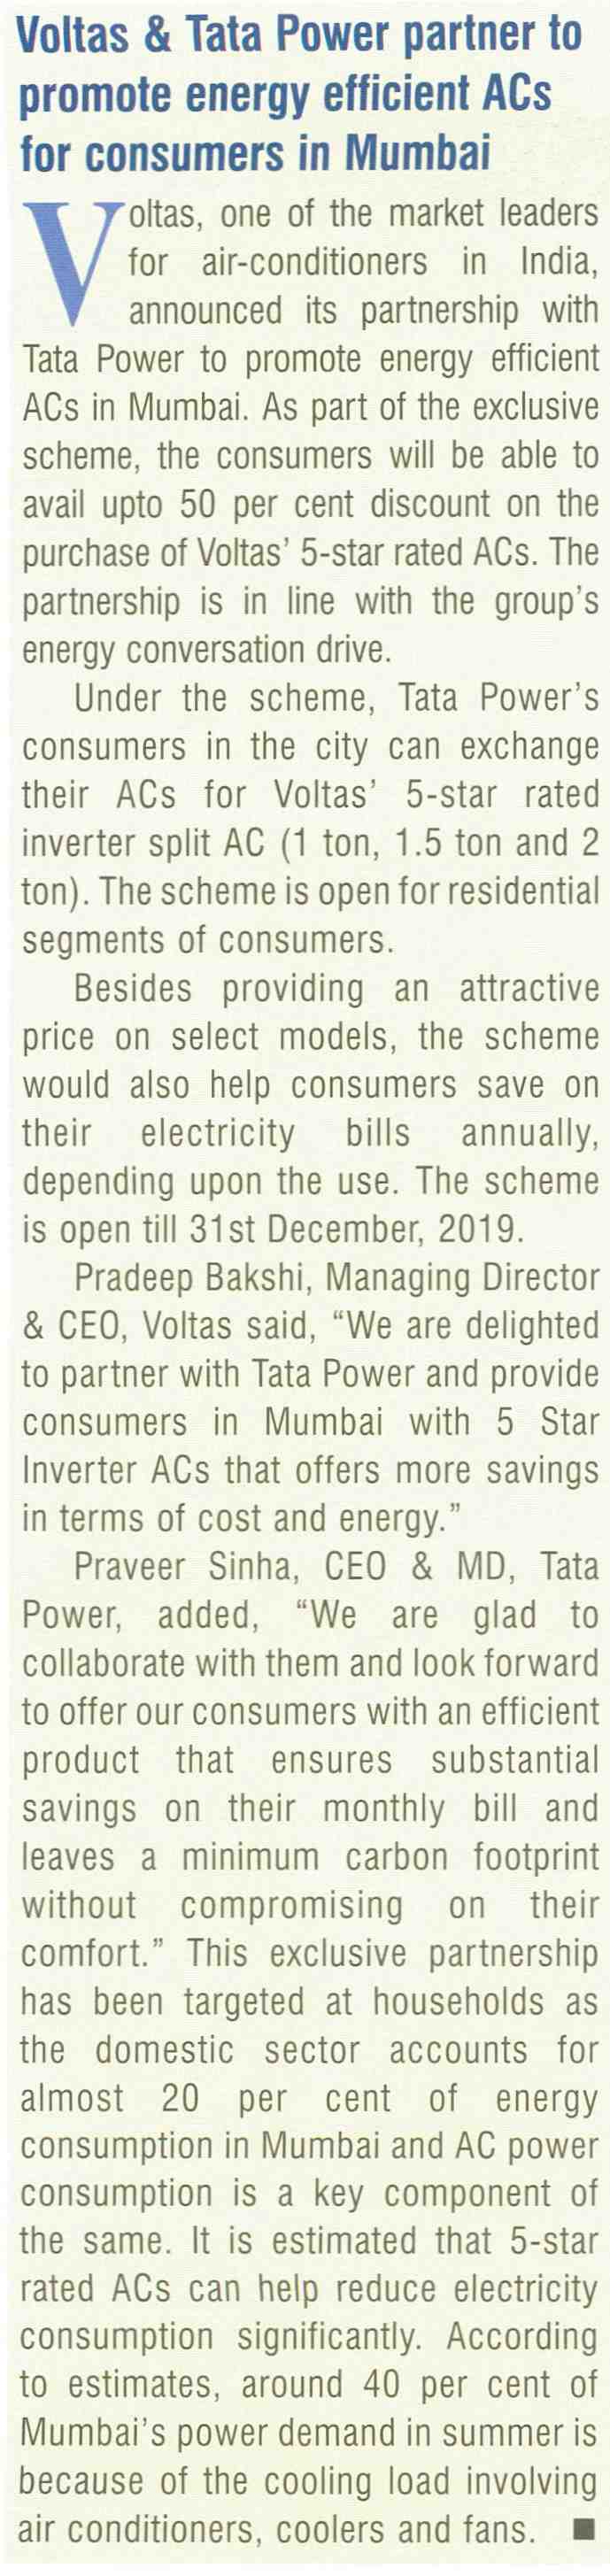 Voltas & Tata Power partner to
promote energy efficient ACs
for consumers in Mumbai
Voltas, one of the market leaders
for air-conditioners in India,
announced its partnership with
Tata Power to promote energy efficient
ACs in Mumbai. As part of the exclusive
scheme, the consumers will be able to
avail upto 50 per cent discount on the
purchase of Voltas' 5-star rated ACs. The
partnership is in line with the group's
energy conversation drive.
Under the scheme, Tata Power's
consumers in the city can exchange
their ACs for Voltas' 5-star rated
inverter split AC (1 ton, 1.5 ton and 2
ton). The scheme is open for residential
segments of consumers.
Besides providing an attractive
price on select models, the scheme
would also help consumers save on
their electricity bills annually,
depending upon the use. The scheme
is open till 31st December, 2019.
Pradeep Bakshi, Managing Director
& CEO, Voltas said, “We are delighted
to partner with Tata Power and provide
consumers in Mumbai with 5 Star
Inverter ACs that offers more savings
in terms of cost and energy.”
Praveer Sinha, CEO & MD, Tata
Power, added, “We are glad to
collaborate with them and look forward
to offer our consumers with an efficient
product that ensures substantial
savings on their monthly bill and
leaves a minimum carbon footprint
without compromising on their
comfort.” This exclusive partnership
has been targeted at households as
the domestic sector accounts for
almost 20 per cent of energy
consumption in Mumbai and AC power
consumption is a key component of
the same. It is estimated that 5-star
rated ACs can help reduce electricity
consumption significantly. According
to estimates, around 40 per cent of
Mumbai's power demand in summer is
because of the cooling load involving
air conditioners, coolers and fans. ■